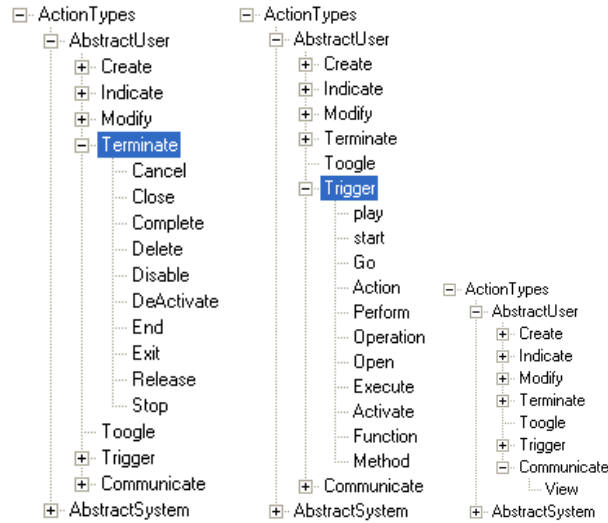 ActionTypes
AbstractUser
Create
Indicate
Modify
Terminate
Cancel
Close
Complete
Delete
Disable
DeActivate
End
Exit
Release
Stop
Toogle
Trigger
Communicate
AbstractSystem
ActionTypes
AbstractUser
Create
Indicate
Modify
Terminate
Toogle
Trigger
play
start
Go
Action
Perform
Operation
Open
Execute
Activate
Function
Method
Communicate
AbstractSystem
ActionTypes
AbstractUser
Create
Indicate
Modify
Terminate
Toogle
Trigger
Communicate
View
AbstractSystem